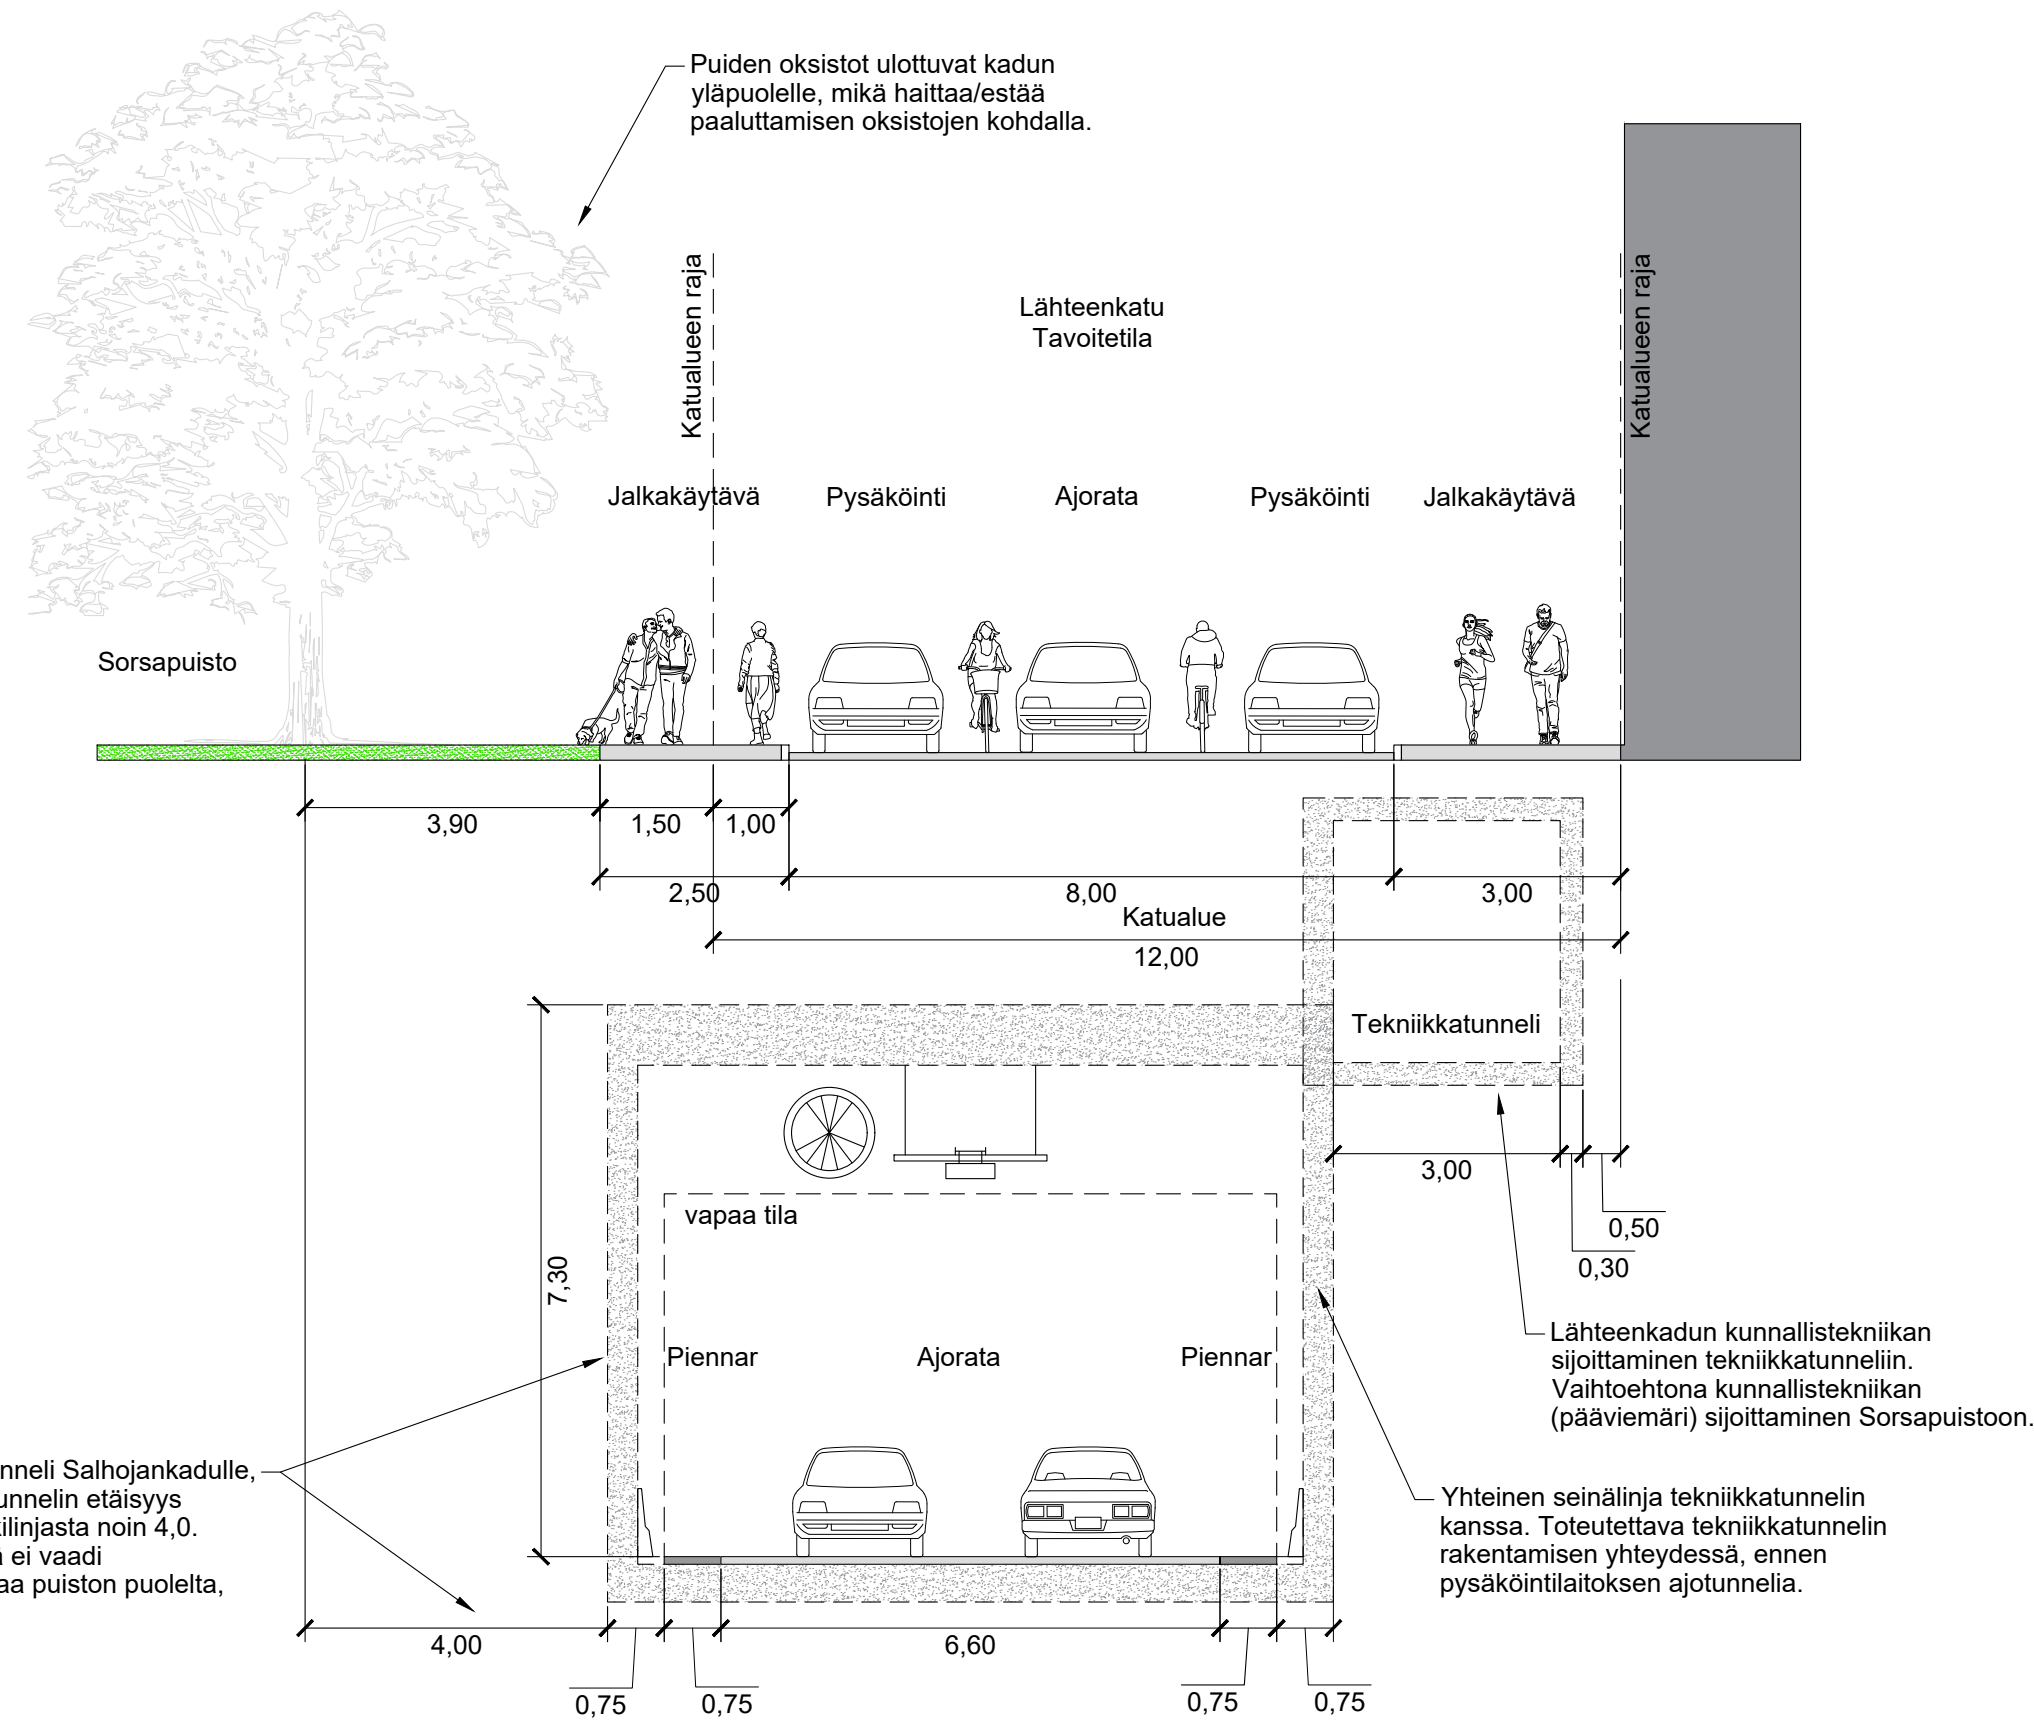 Puiden oksistot ulottuvat kadun
yläpuolelle, mikä haittaa/estää
paaluttamisen oksistojen kohdalla.
Katualueen raja
Lähteenkatu
Tavoitetila
Katualueen raja
Jalkakäytävä
Pysäköinti
Ajorata
Pysäköinti
Jalkakäytävä
Sorsapuisto
3,90
1,50
1,00
2,50
8,00
3,00
Katualue
12,00
Tekniikkatunneli
3,00
0,50
0,30
vapaa tila
7,30
Piennar
Ajorata
Piennar
Lähteenkadun kunnallistekniikan
sijoittaminen tekniikkatunneliin.
Vaihtoehtona kunnallistekniikan
(pääviemäri) sijoittaminen Sorsapuistoon.
nneli Salhojankadulle,
unnelin etäisyys
kilinjasta noin 4,0.
ä ei vaadi
aa puiston puolelta,
Yhteinen seinälinja tekniikkatunnelin
kanssa. Toteutettava tekniikkatunnelin
rakentamisen yhteydessä, ennen
pysäköintilaitoksen ajotunnelia.
4,00
6,60
0,75
0,75
0,75
0,75